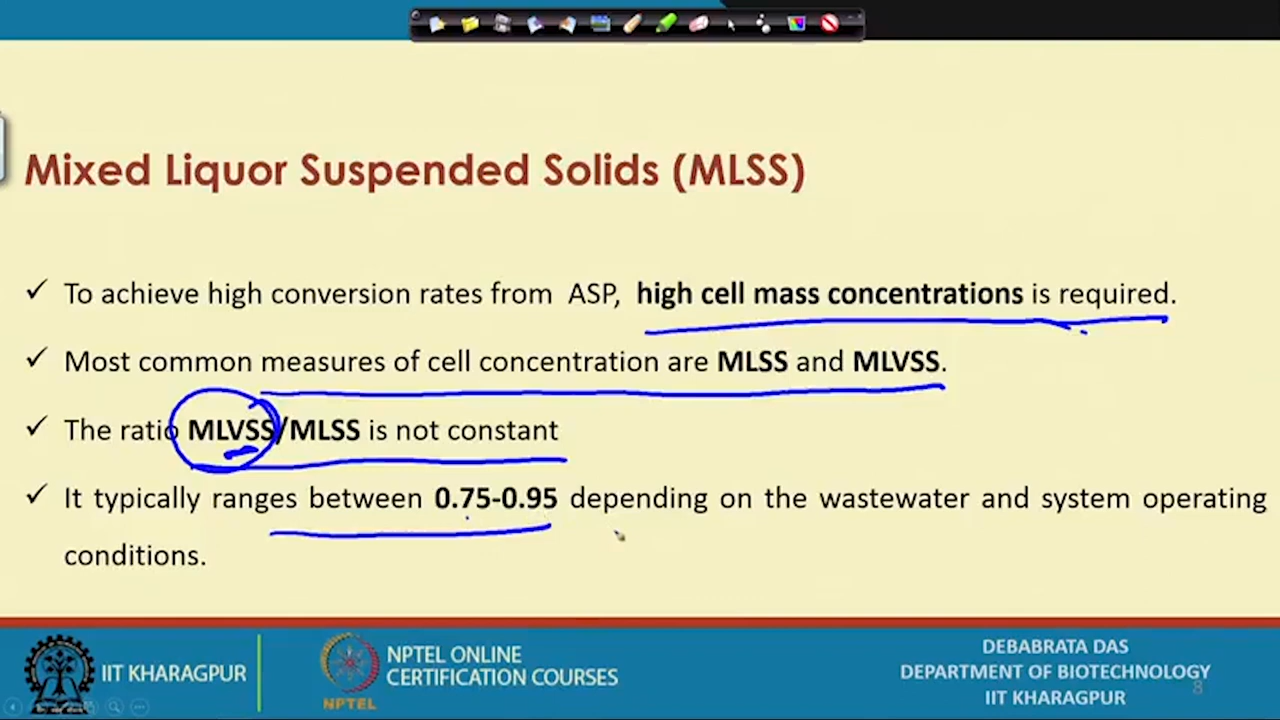 Mixed Liquor Suspended Solids (MLSS)
✓ To achieve high conversion rates from ASP, high cell mass concentrations is required.
✓ Most common measures of cell concentration are MLSS and MLVSS.
✓ The ratio MLVSS/MLSS is not constant
✓ It typically ranges between 0.75-0.95 depending on the wastewater and system operating
conditions.
IIT KHARAGPUR
NPTEL
NPTEL ONLINE
CERTIFICATION COURSES
DEBABRATA DAS
DEPARTMENT OF BIOTECHNOLOGY
IIT KHARAGPUR
8